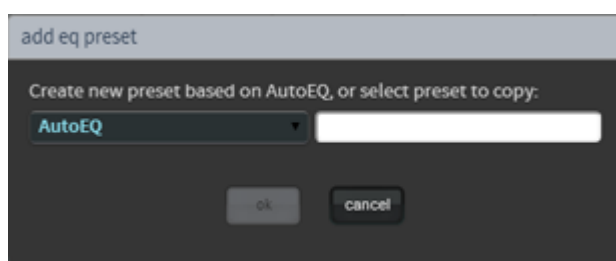 add eq preset
Create new preset based on AutoEQ, or select preset to copy:
AutoEQ
ok cancel